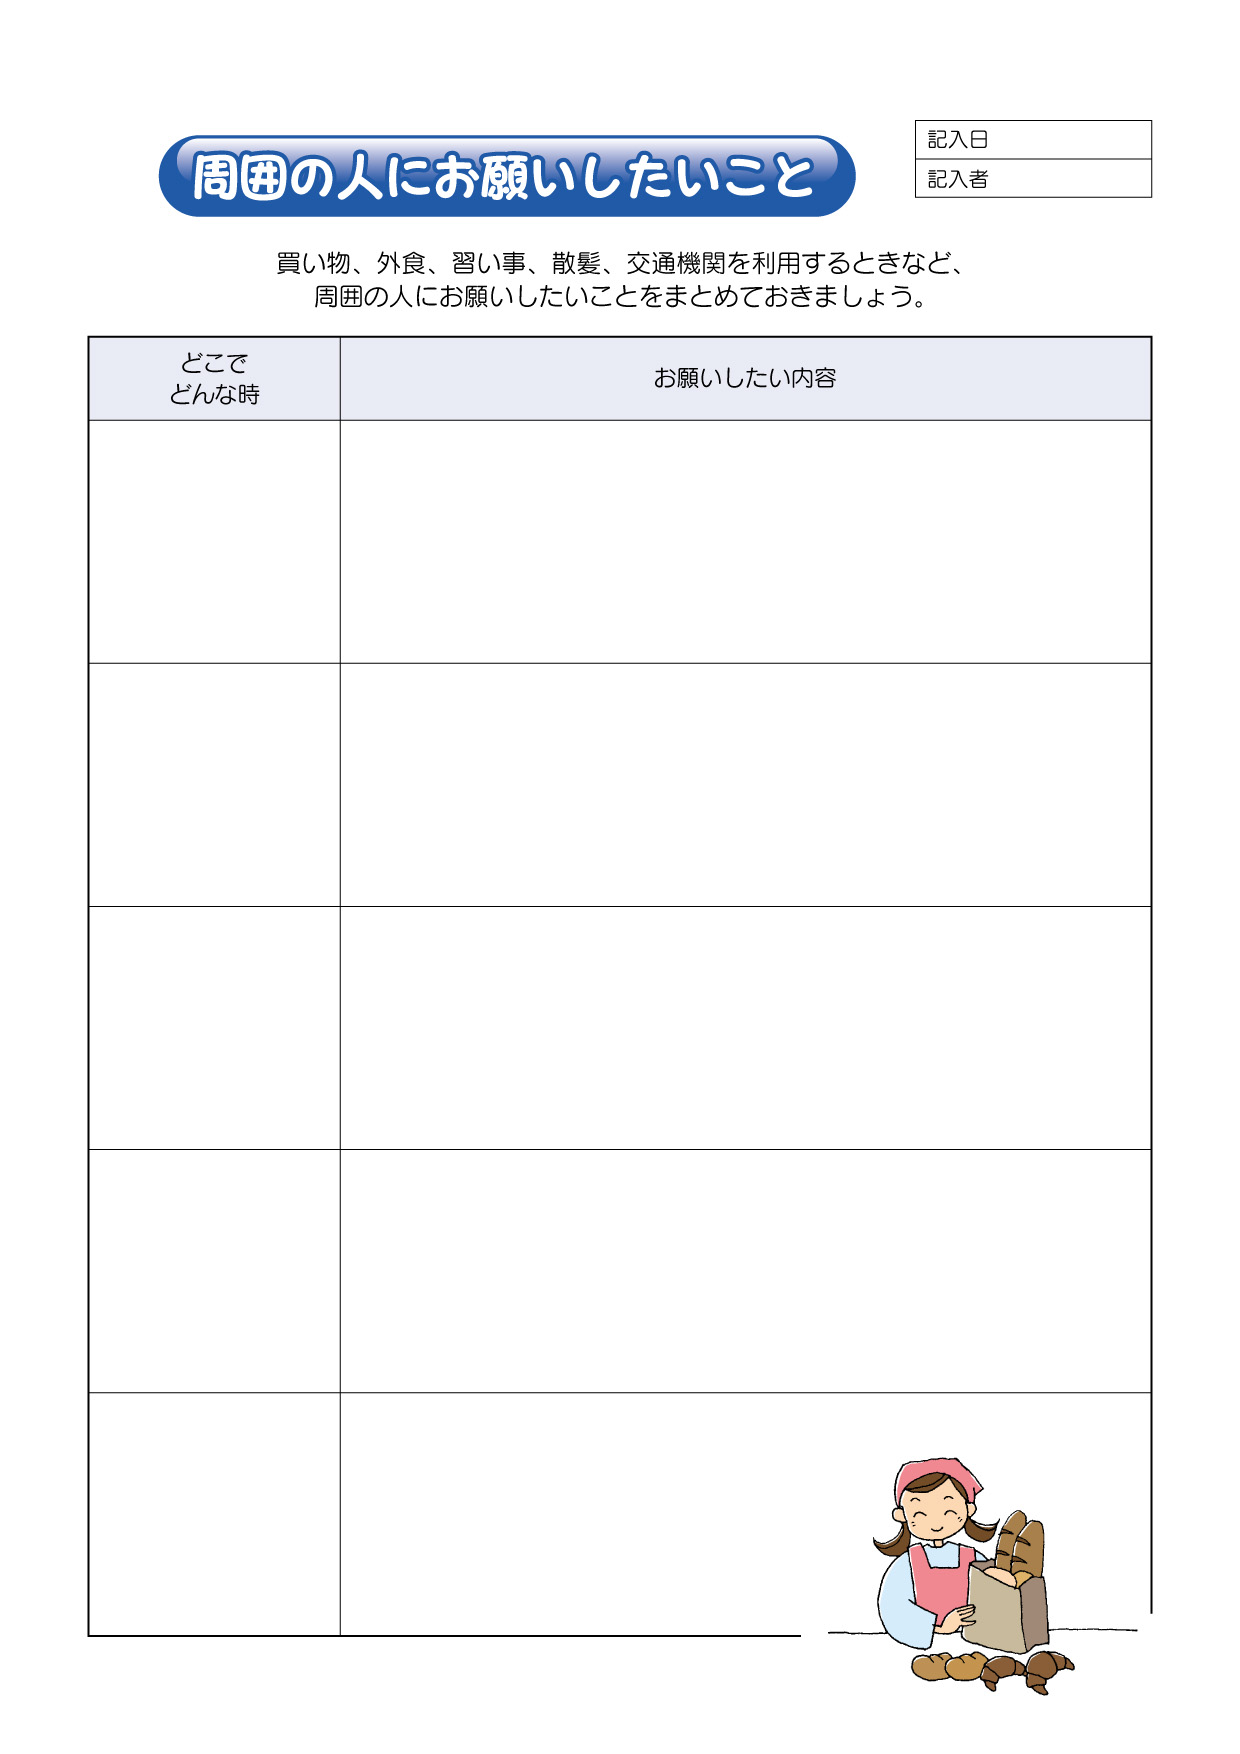 周囲の人にお願いしたいこと
記入日
記入者
買い物、外食、習い事、散髪、交通機関を利用するときなど、
周囲の人にお願いしたいことをまとめておきましょう。
どこで
どんな時
お願いしたい内容